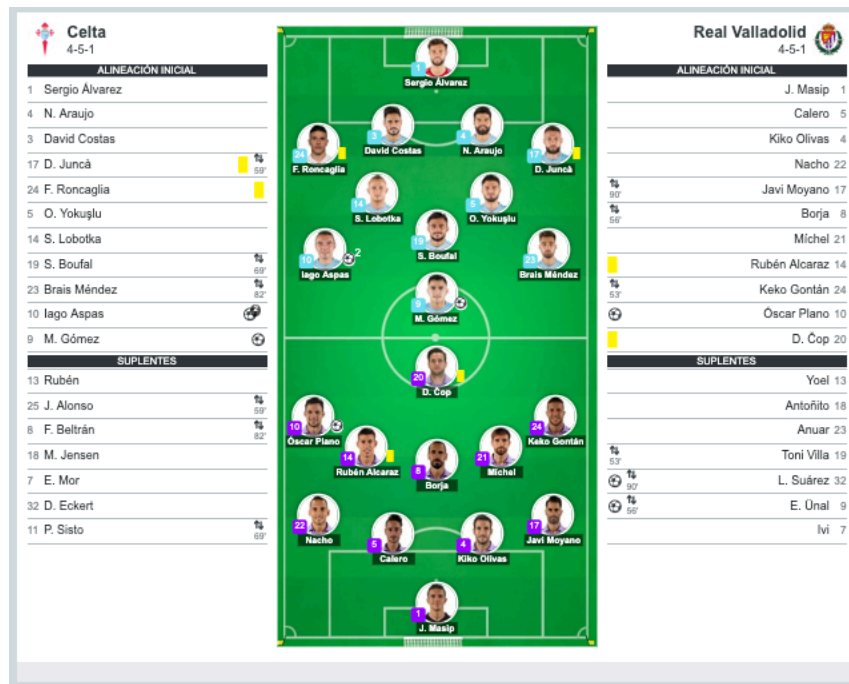 Celta
4-5-1
ALINEACIÓN INICIAL
1 Sergio Álvarez
4 N. Araujo
3 David Costas
17 D. Juncà 59'
24 F. Roncaglia
5 O. Yokuşlu
14 S. Lobotka
19 S. Boufal 69'
23 Brais Méndez 82'
10 Iago Aspas
9 M. Gómez
SUPLENTES
13 Rubén
25 J. Alonso 59'
8 F. Beltrán 82'
18 M. Jensen
7 E. Mor
32 D. Eckert
11 P. Sisto 69'
1
Sergio Álvarez
24
F. Roncaglia
3
David Costas
4
N. Araujo
17
D. Juncà
14
S. Lobotka
5
O. Yokuşlu
10
2
Iago Aspas
19
S. Boufal
23
Brais Méndez
9
M. Gómez
20
D. Čop
10
Óscar Plano
14
Rubén Alcaraz
8
Borja
21
Míchel
24
Keko Gontán
22
Nacho
5
Calero
4
Kiko Olivas
17
Javi Moyano
1
J. Masip
Real Valladolid
4-5-1
ALINEACIÓN INICIAL
J. Masip 1
Calero 5
Kiko Olivas 4
Nacho 22
90' Javi Moyano 17
56' Borja 8
Míchel 21
Rubén Alcaraz 14
53' Keko Gontán 24
Óscar Plano 10
D. Čop 20
SUPLENTES
Yoel 13
Antoñito 18
Anuar 23
53' Toni Villa 19
90' L. Suárez 32
56' E. Ünal 9
Ivi 7